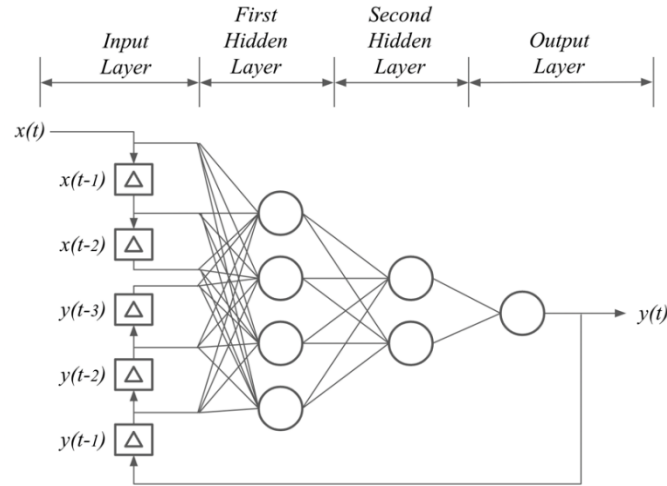 Input
Layer
First
Hidden
Layer
Second
Hidden
Layer
Output
Layer
x(t)
x(t-1)
x(t-2)
y(t-3)
y(t-2)
y(t-1)
y(t)